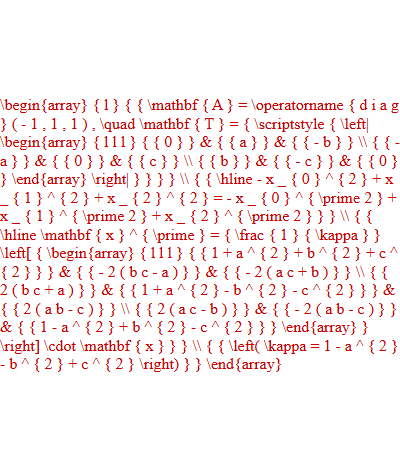 \begin{array} { l } { { \mathbf { A } = \operatorname { d i a g
} ( - 1 , 1 , 1 ) , \quad \mathbf { T } = { \scriptstyle { \left|
\begin{array} { 111 } { { 0 } } & { { a } } & { { - b } } \\ { { -
a } } & { { 0 } } & { { c } } \\ { { b } } & { { - c } } & { { 0 }
} \end{array} \right| } } } } \\ { { \hline - x _ { 0 } ^ { 2 } + x
_ { 1 } ^ { 2 } + x _ { 2 } ^ { 2 } = - x _ { 0 } ^ { \prime 2 } +
x _ { 1 } ^ { \prime 2 } + x _ { 2 } ^ { \prime 2 } } } \\ { {
\hline \mathbf { x } ^ { \prime } = { \frac { 1 } { \kappa } }
\left[ { \begin{array} { 111 } { { 1 + a ^ { 2 } + b ^ { 2 } + c ^
{ 2 } } } & { { - 2 ( b c - a ) } } & { { - 2 ( a c + b ) } } \\ { {
2 ( b c + a ) } } & { { 1 + a ^ { 2 } - b ^ { 2 } - c ^ { 2 } } } &
{ { 2 ( a b - c ) } } \\ { { 2 ( a c - b ) } } & { { - 2 ( a b - c ) } }
& { { 1 - a ^ { 2 } + b ^ { 2 } - c ^ { 2 } } } \end{array} }
\right] \cdot \mathbf { x } } } \\ { { \left( \kappa = 1 - a ^ { 2 }
- b ^ { 2 } + c ^ { 2 } \right) } } \end{array}